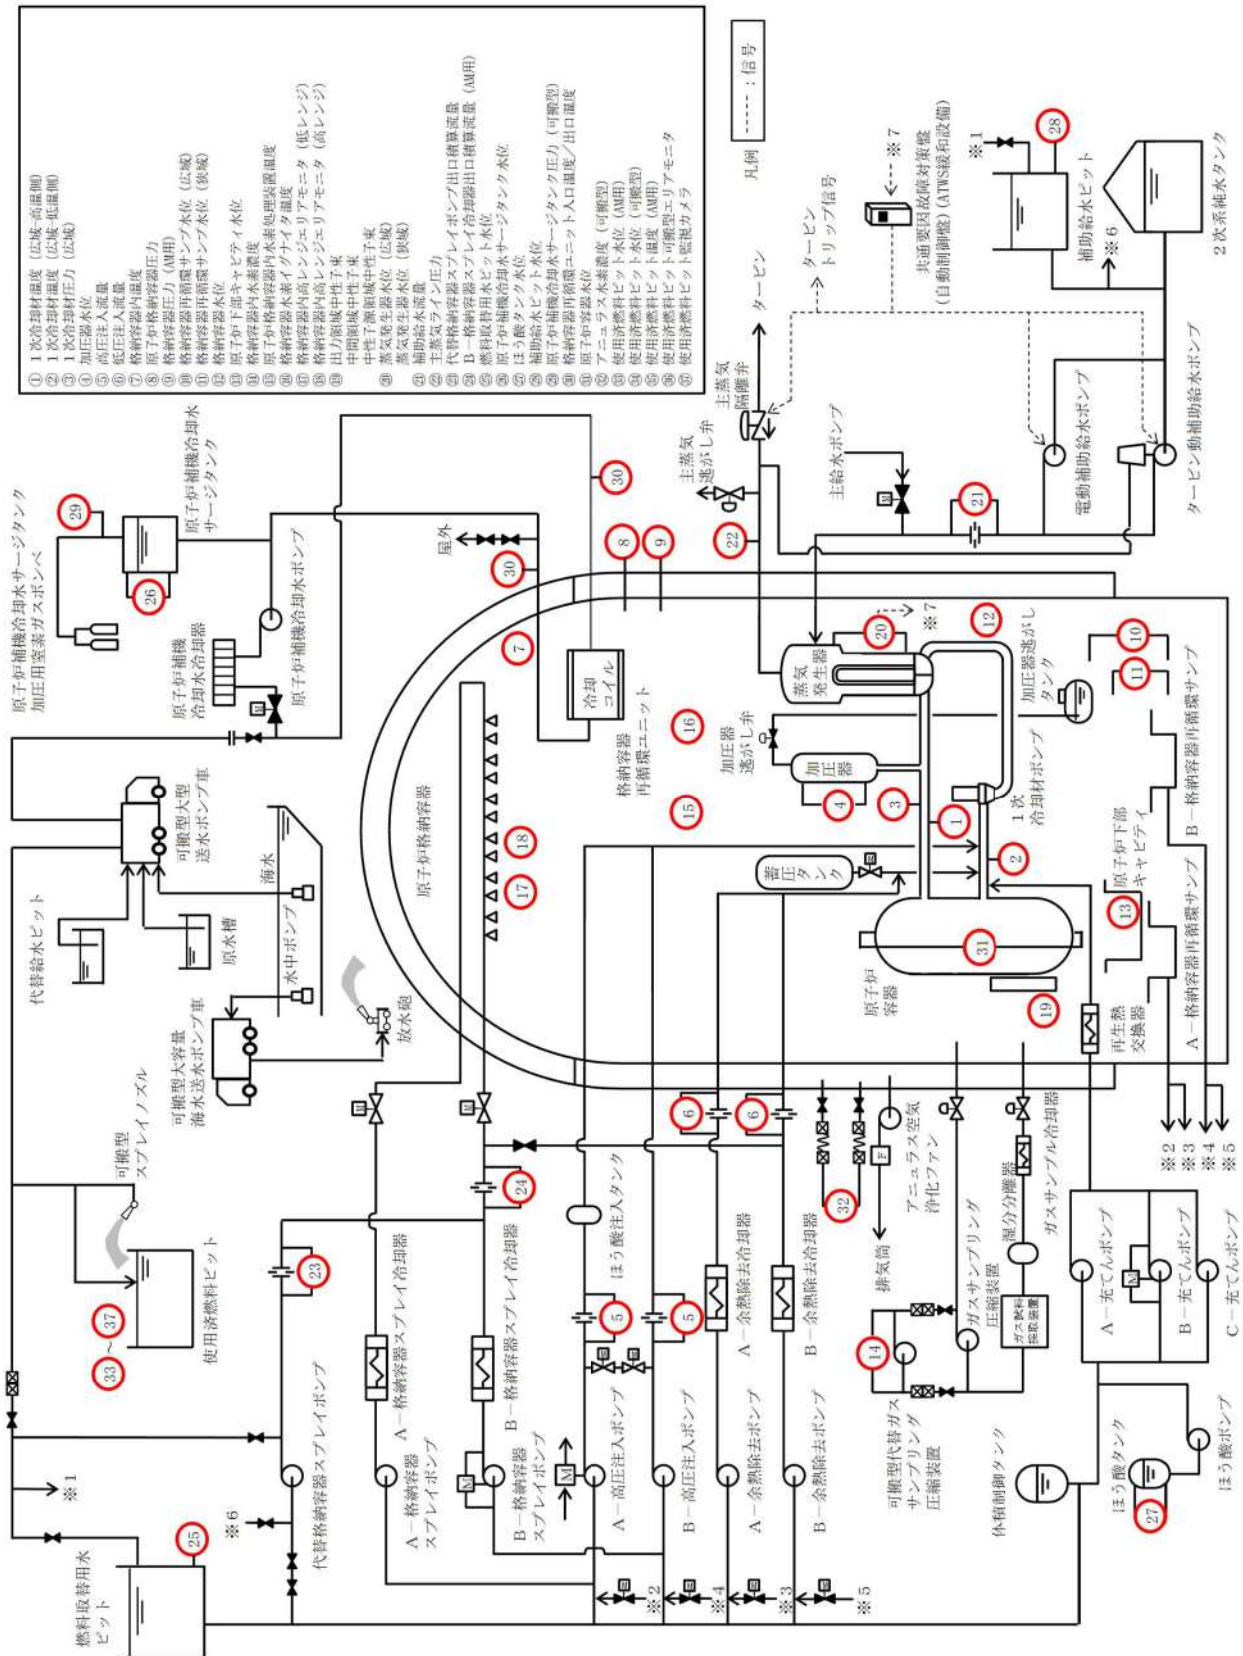 ① 1次冷却材温度（広域-高温側）
② 1次冷却材温度（広域-低温側）
③ 1次冷却材圧力（広域）
④ 加圧器水位
⑤ 高圧注入流量
⑥ 低圧注入流量
⑦ 格納容器内温度
⑧ 原子炉格納容器圧力
⑨ 格納容器圧力（AM用）
⑩ 格納容器再循環サンプ水位（広域）
⑪ 格納容器再循環サンプ水位（狭域）
⑫ 格納容器水位
⑬ 原子炉下部キャビティ水位
⑭ 格納容器内水素濃度
⑮ 原子炉格納容器内水素処理装置温度
⑯ 格納容器水素イグナイタ温度
⑰ 格納容器内高レンジエリアモニタ（低レンジ）
⑱ 格納容器内高レンジエリアモニタ（高レンジ）
⑲ 出力領域中性子束
中間領域中性子束
中性子源領域中性子束
⑳ 蒸気発生器水位（広域）
蒸気発生器水位（狭域）
㉑ 補助給水流量
㉒ 主蒸気ライン圧力
㉓ 代替格納容器スプレイポンプ出口積算流量
㉔ B－格納容器スプレイ冷却器出口積算流量（AM用）
㉕ 燃料取替用水ピット水位
㉖ 原子炉補機冷却水サージタンク水位
㉗ ほう酸タンク水位
㉘ 補助給水ピット水位
㉙ 原子炉補機冷却水サージタンク圧力（可搬型）
㉚ 格納容器再循環ユニット入口温度／出口温度
㉛ 原子炉容器水位
㉜ アニュラス水素濃度（可搬型）
㉝ 使用済燃料ピット水位（AM用）
㉞ 使用済燃料ピット水位（可搬型）
㉟ 使用済燃料ピット温度（AM用）
㊱ 使用済燃料ピット可搬型エリアモニタ
㊲ 使用済燃料ピット監視カメラ
凡例
：信号
原子炉補機冷却水サージタンク
加圧用窒素ガスボンベ
29
26
原子炉補機冷却水
サージタンク
原子炉補機
冷却水冷却器
M
原子炉補機冷却水ポンプ
屋外
30
30
8
9
7
可搬型大型
送水ポンプ車
代替給水ピット
原水槽
海水
水中ポンプ
可搬型大容量
海水送水ポンプ車
放水砲
可搬型
スプレイノズル
使用済燃料ピット
33
～
37
※1
燃料取替用水
ピット
25
※6
代替格納容器スプレイポンプ
23
24
原子炉格納容器
17
18
冷却
コイル
格納容器
再循環ユニット
15
16
A－格納容器スプレイ冷却器
A－格納容器
スプレイポンプ
B－格納容器スプレイ冷却器
B－格納容器
スプレイポンプ
M
M
M
M
ほう酸注入タンク
A－高圧注入ポンプ
5
5
B－高圧注入ポンプ
A－余熱除去冷却器
A－余熱除去ポンプ
6
6
B－余熱除去冷却器
B－余熱除去ポンプ
※2
※4
※3
※5
32
排気筒
F
アニュラス空気
浄化ファン
14
可搬型代替ガス
サンプリング
圧縮装置
ガスサンプリング
圧縮装置
ガス試料
採取装置
湿分分離器
ガスサンプル冷却器
体積制御タンク
ほう酸タンク
27
ほう酸ポンプ
A－充てんポンプ
M
B－充てんポンプ
C－充てんポンプ
再生熱
交換器
19
原子炉
容器
31
蓄圧
タンク
加圧器
4
3
1
2
加圧器
逃がし弁
蒸気
発生器
20
※7
12
加圧器逃がし
タンク
1次
冷却材ポンプ
原子炉下部
キャビティ
13
10
11
A－格納容器再循環サンプ
B－格納容器再循環サンプ
※2
※3
※4
※5
22
主蒸気
逃がし弁
主蒸気
隔離弁
タービン
タービン
トリップ信号
※7
共通要因故障対策盤
（自動制御盤）（ATWS緩和設備）
主給水ポンプ
M
21
電動補助給水ポンプ
タービン動補助給水ポンプ
※1
28
補助給水ピット
※6
2次系純水タンク